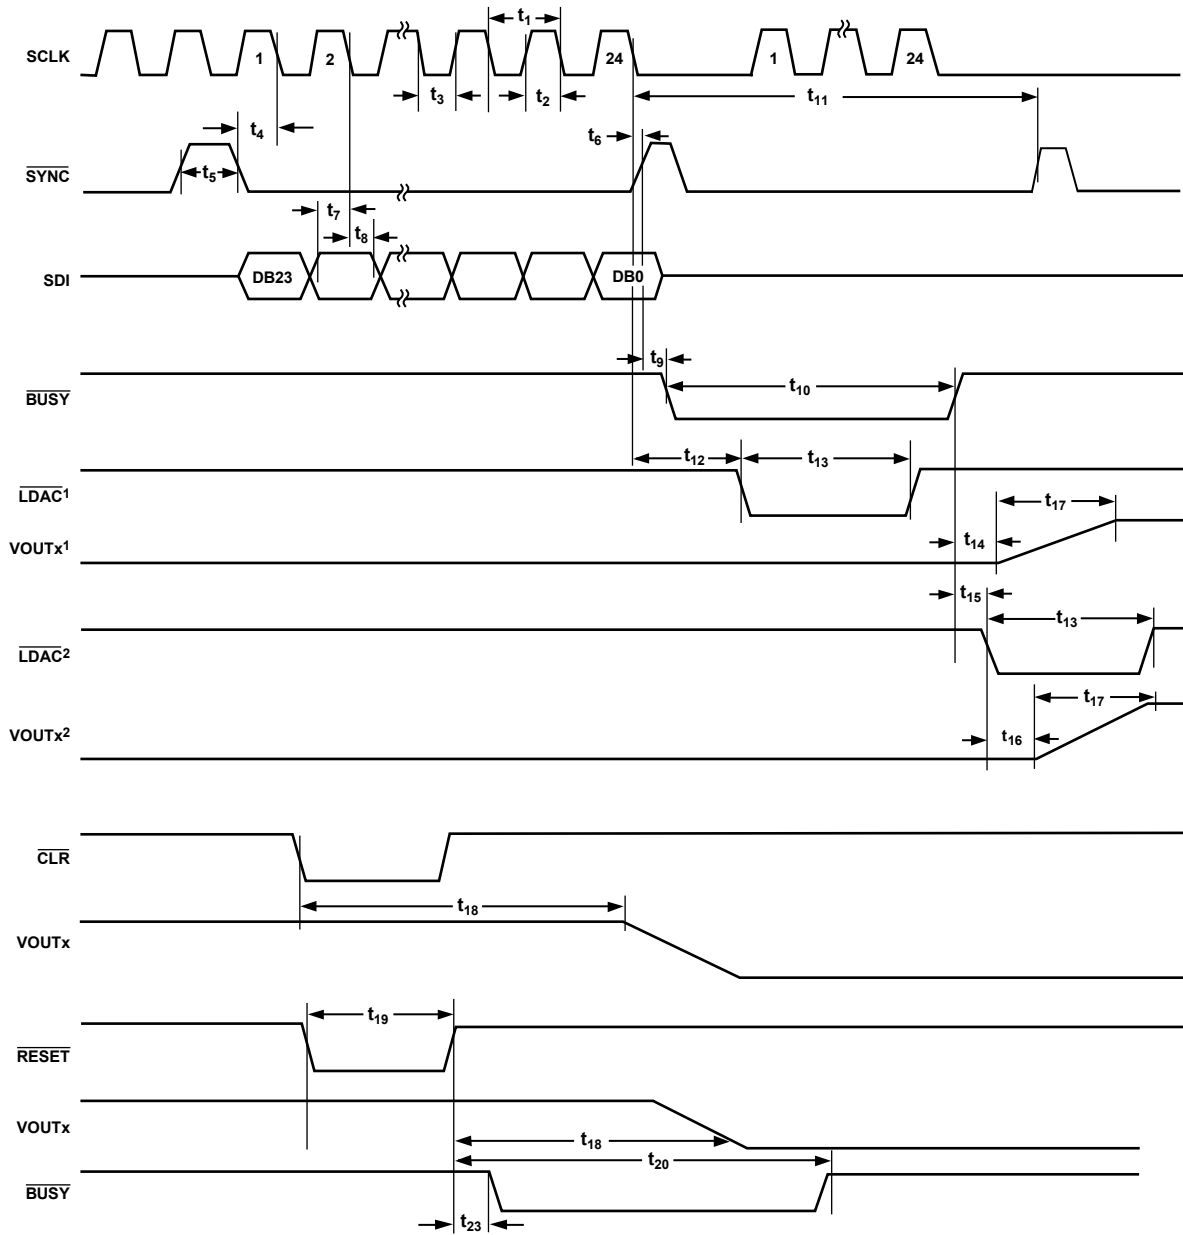 t1
SCLK 1 2 24 1 24
t3 t2 t11
t4 t6
SYNC t5
t7
t8
SDI DB23 DB0
t9
BUSY t10
t12 t13
LDAC1
t17
VOUTx1 t14
t15
t13
LDAC2
t17
VOUTx2 t16
CLR
t18
VOUTx
t19
RESET
VOUTx
t18
t20
BUSY
t23